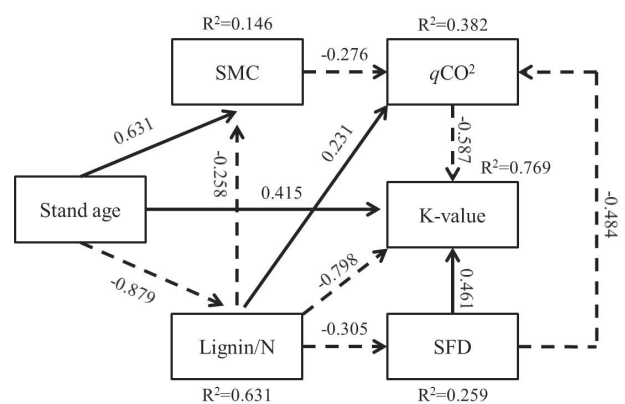 R²=0.146
R²=0.382
SMC
-0.276
qCO²
0.631
0.231
-0.587
-0.258
R²=0.769
Stand age
0.415
K-value
-0.484
-0.879
-0.798
0.461
Lignin/N
-0.305
SFD
R²=0.631
R²=0.259